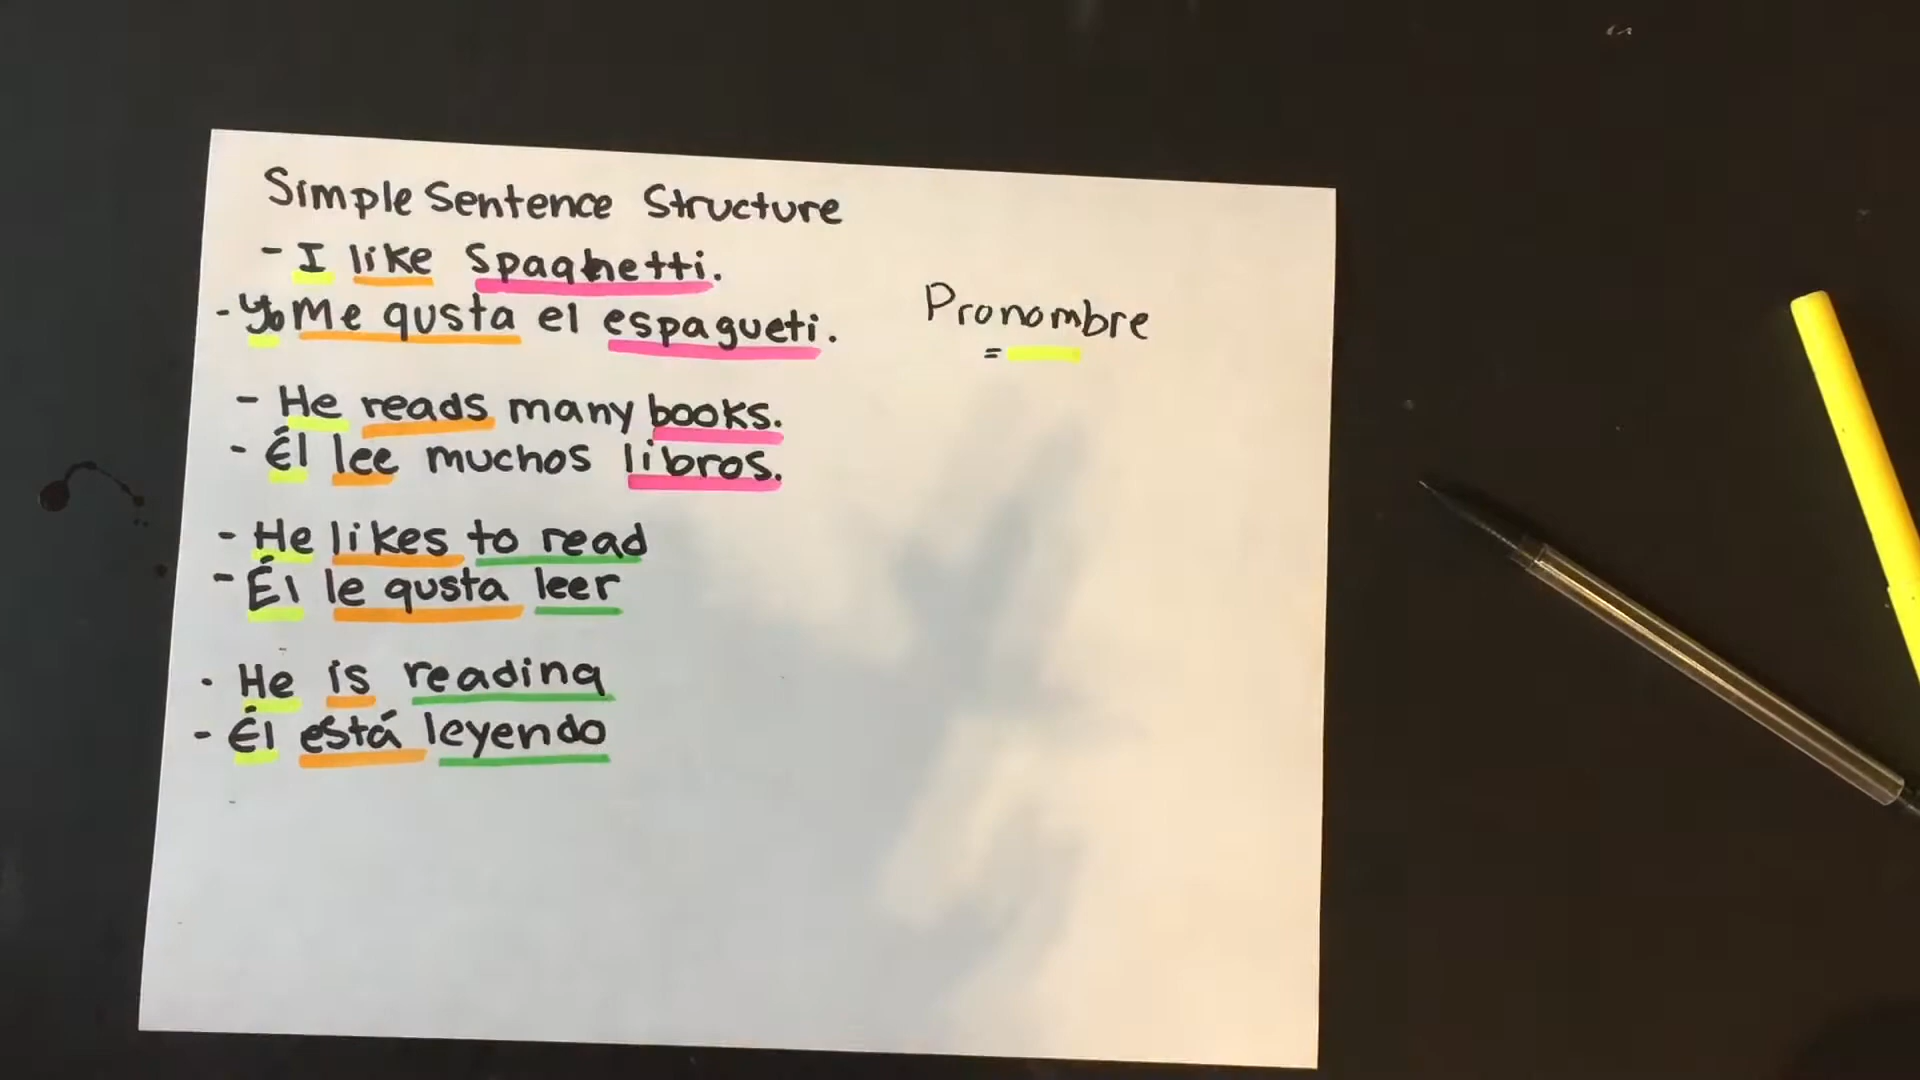 Simple Sentence Structure
- I like Spaghetti.
- Yo Me gusta el espagueti.
Pronombre
=
- He reads many books.
- Él lee muchos libros.
- He likes to read
- Él le gusta leer
· He is reading
- Él está leyendo